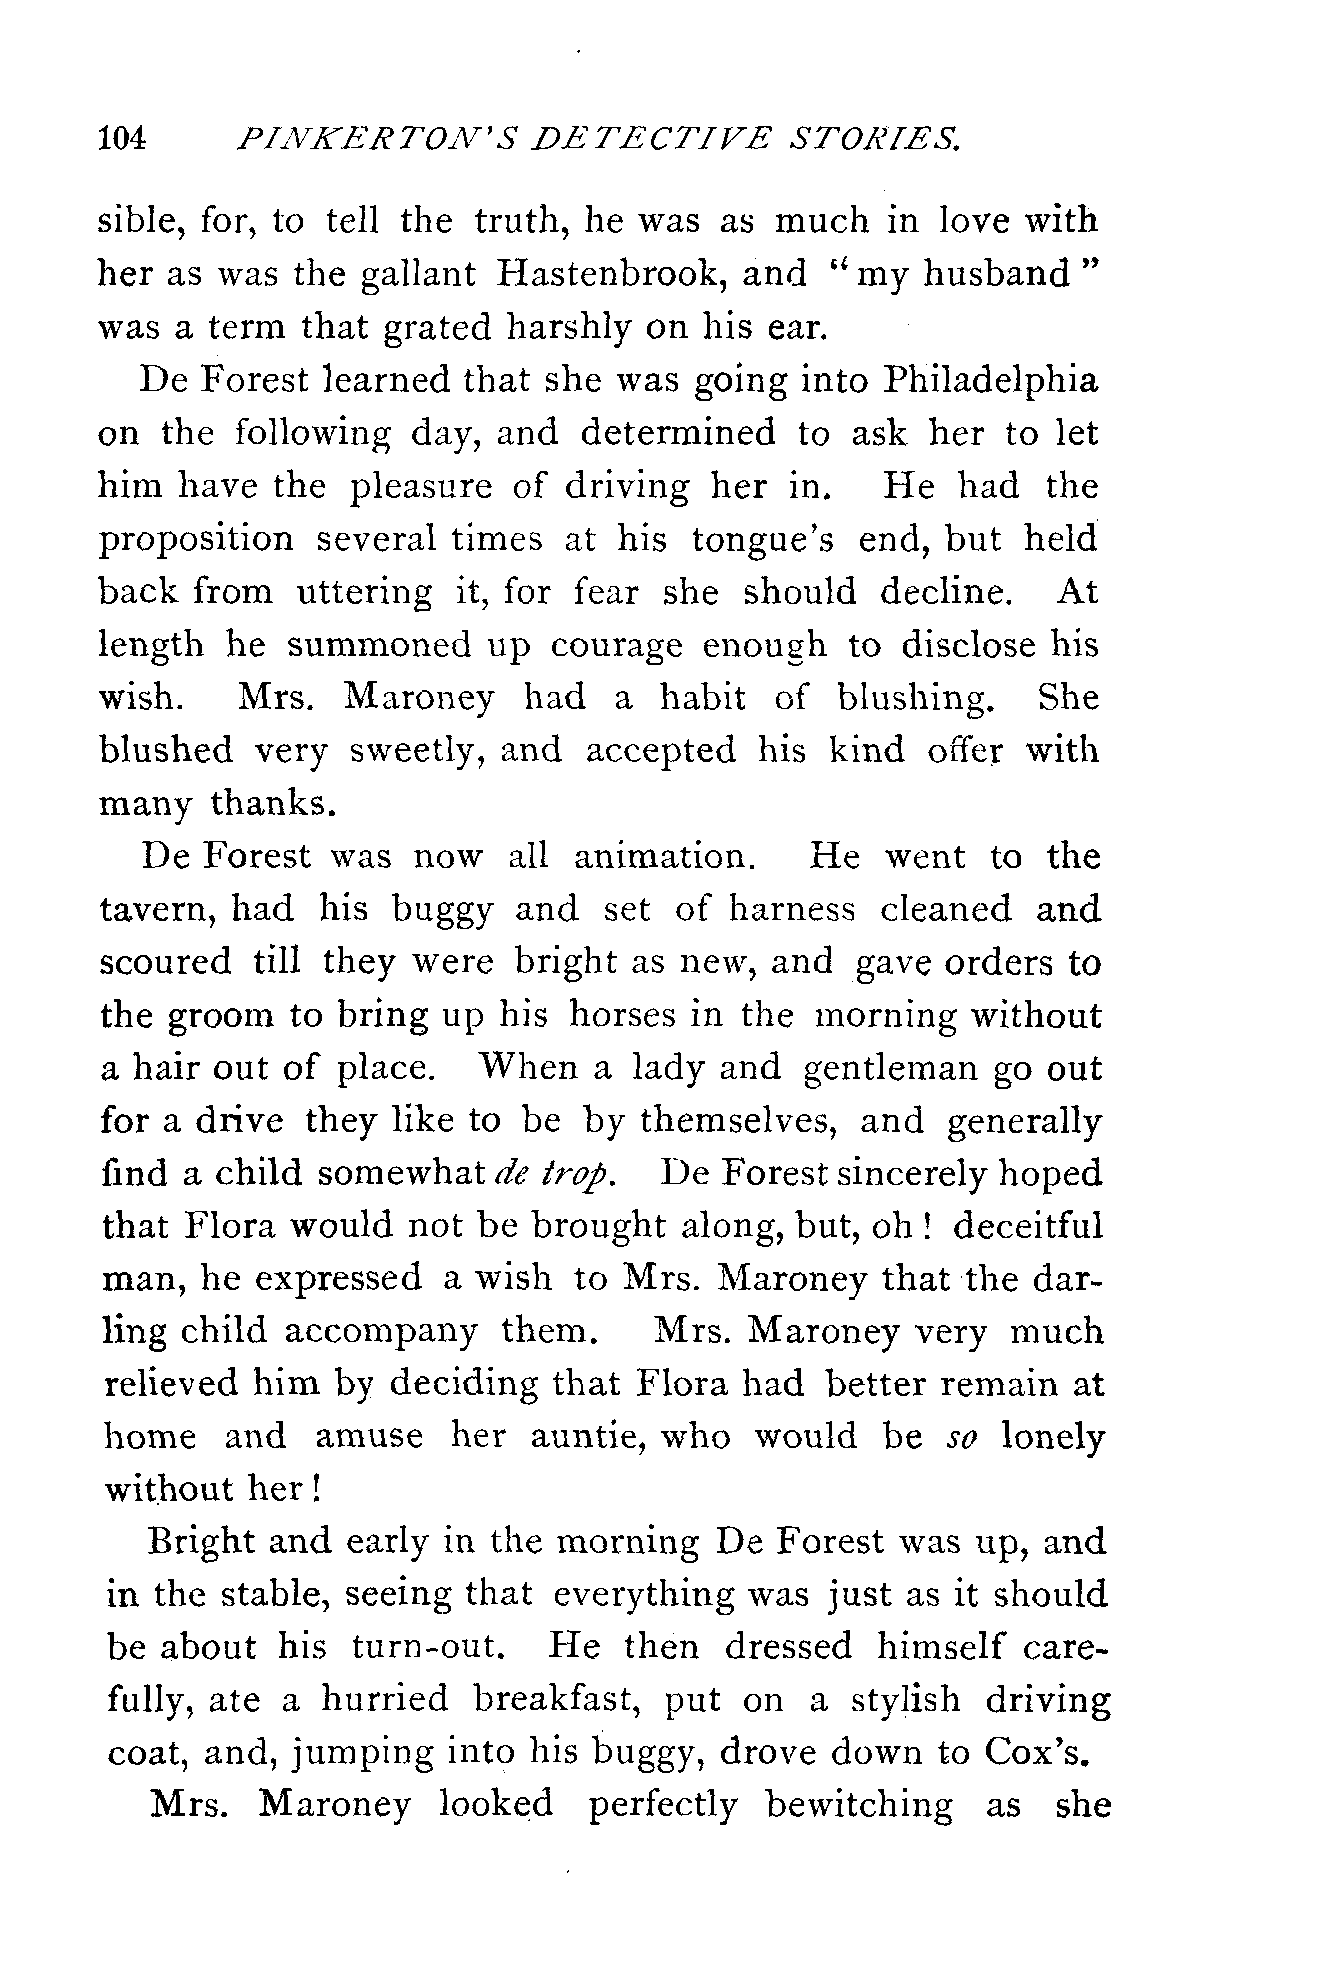 104 PINKERTON'S DETECTIVE STORIES.
sible, for, to tell the truth, he was as much in love with
her as was the gallant Hastenbrook, and "my husband"
was a term that grated harshly on his ear.
De Forest learned that she was going into Philadelphia
on the following day, and determined to ask her to let
him have the pleasure of driving her in. He had the
proposition several times at his tongue's end, but held
back from uttering it, for fear she should decline. At
length he summoned up courage enough to disclose his
wish. Mrs. Maroney had a habit of blushing. She
blushed very sweetly, and accepted his kind offer with
many thanks.
De Forest was now all animation. He went to the
tavern, had his buggy and set of harness cleaned and
scoured till they were bright as new, and gave orders to
the groom to bring up his horses in the morning without
a hair out of place. When a lady and gentleman go out
for a drive they like to be by themselves, and generally
find a child somewhat de trop. De Forest sincerely hoped
that Flora would not be brought along, but, oh! deceitful
man, he expressed a wish to Mrs. Maroney that the dar-
ling child accompany them. Mrs. Maroney very much
relieved him by deciding that Flora had better remain at
home and amuse her auntie, who would be so lonely
without her!
Bright and early in the morning De Forest was up, and
in the stable, seeing that everything was just as it should
be about his turn-out. He then dressed himself care-
fully, ate a hurried breakfast, put on a stylish driving
coat, and, jumping into his buggy, drove down to Cox's.
Mrs. Maroney looked perfectly bewitching as she